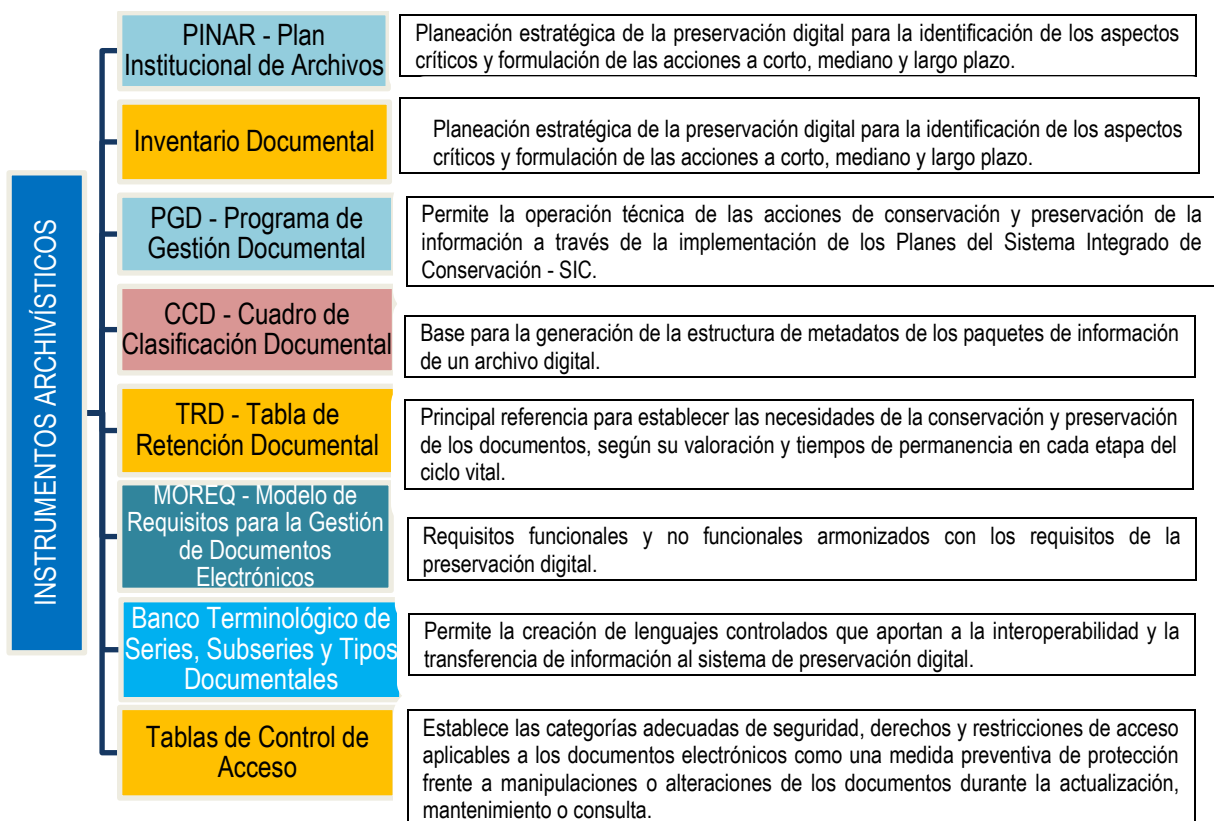 INSTRUMENTOS ARCHIVÍSTICOS
PINAR - Plan
Institucional de Archivos
Planeación estratégica de la preservación digital para la identificación de los aspectos
críticos y formulación de las acciones a corto, mediano y largo plazo.
Inventario Documental
Planeación estratégica de la preservación digital para la identificación de los aspectos
críticos y formulación de las acciones a corto, mediano y largo plazo.
PGD - Programa de
Gestión Documental
Permite la operación técnica de las acciones de conservación y preservación de la
información a través de la implementación de los Planes del Sistema Integrado de
Conservación - SIC.
CCD - Cuadro de
Clasificación Documental
Base para la generación de la estructura de metadatos de los paquetes de información
de un archivo digital.
TRD - Tabla de
Retención Documental
Principal referencia para establecer las necesidades de la conservación y preservación
de los documentos, según su valoración y tiempos de permanencia en cada etapa del
ciclo vital.
MOREQ - Modelo de
Requisitos para la Gestión
de Documentos
Electrónicos
Requisitos funcionales y no funcionales armonizados con los requisitos de la
preservación digital.
Banco Terminológico de
Series, Subseries y Tipos
Documentales
Permite la creación de lenguajes controlados que aportan a la interoperabilidad y la
transferencia de información al sistema de preservación digital.
Tablas de Control de
Acceso
Establece las categorías adecuadas de seguridad, derechos y restricciones de acceso
aplicables a los documentos electrónicos como una medida preventiva de protección
frente a manipulaciones o alteraciones de los documentos durante la actualización,
mantenimiento o consulta.